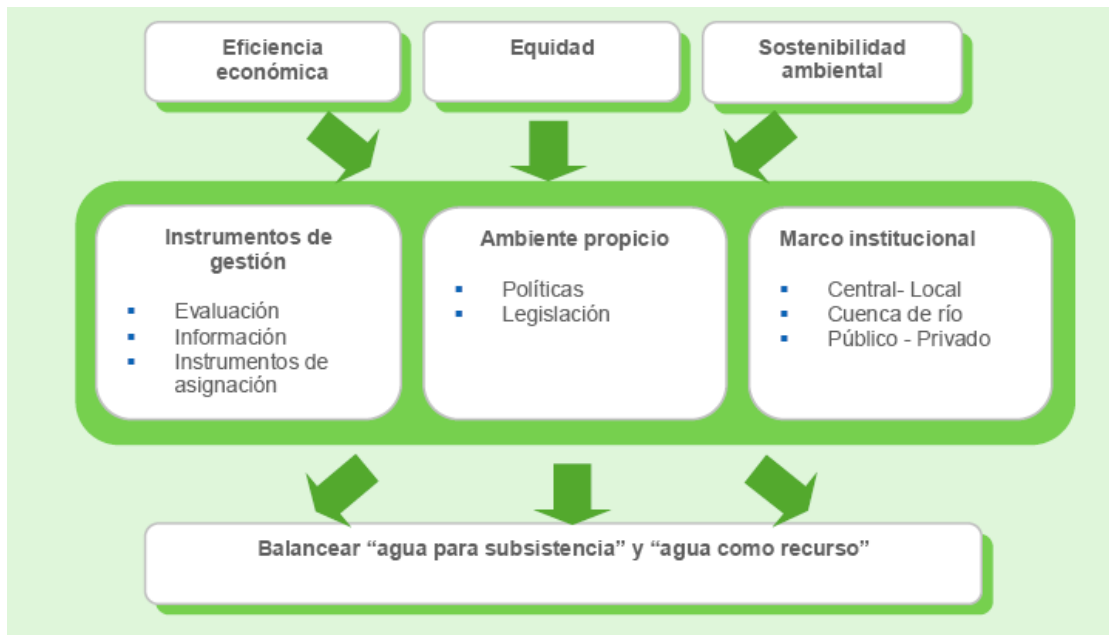 Eficiencia
económica
Equidad
Sostenibilidad
ambiental
Instrumentos de
gestión
Evaluación
Información
Instrumentos de
asignación
Ambiente propicio
Políticas
Legislación
Marco institucional
Central- Local
Cuenca de río
Público - Privado
Balancear “agua para subsistencia” y “agua como recurso”